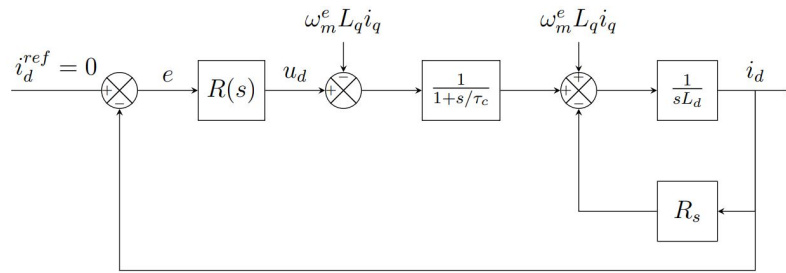 ω_m^e L_q i_q
ω_m^e L_q i_q
i_d^{ref} = 0
+
−
e
R(s)
u_d
+
−
1/(1+s/τ_c)
+
+
−
1/(sL_d)
i_d
R_s